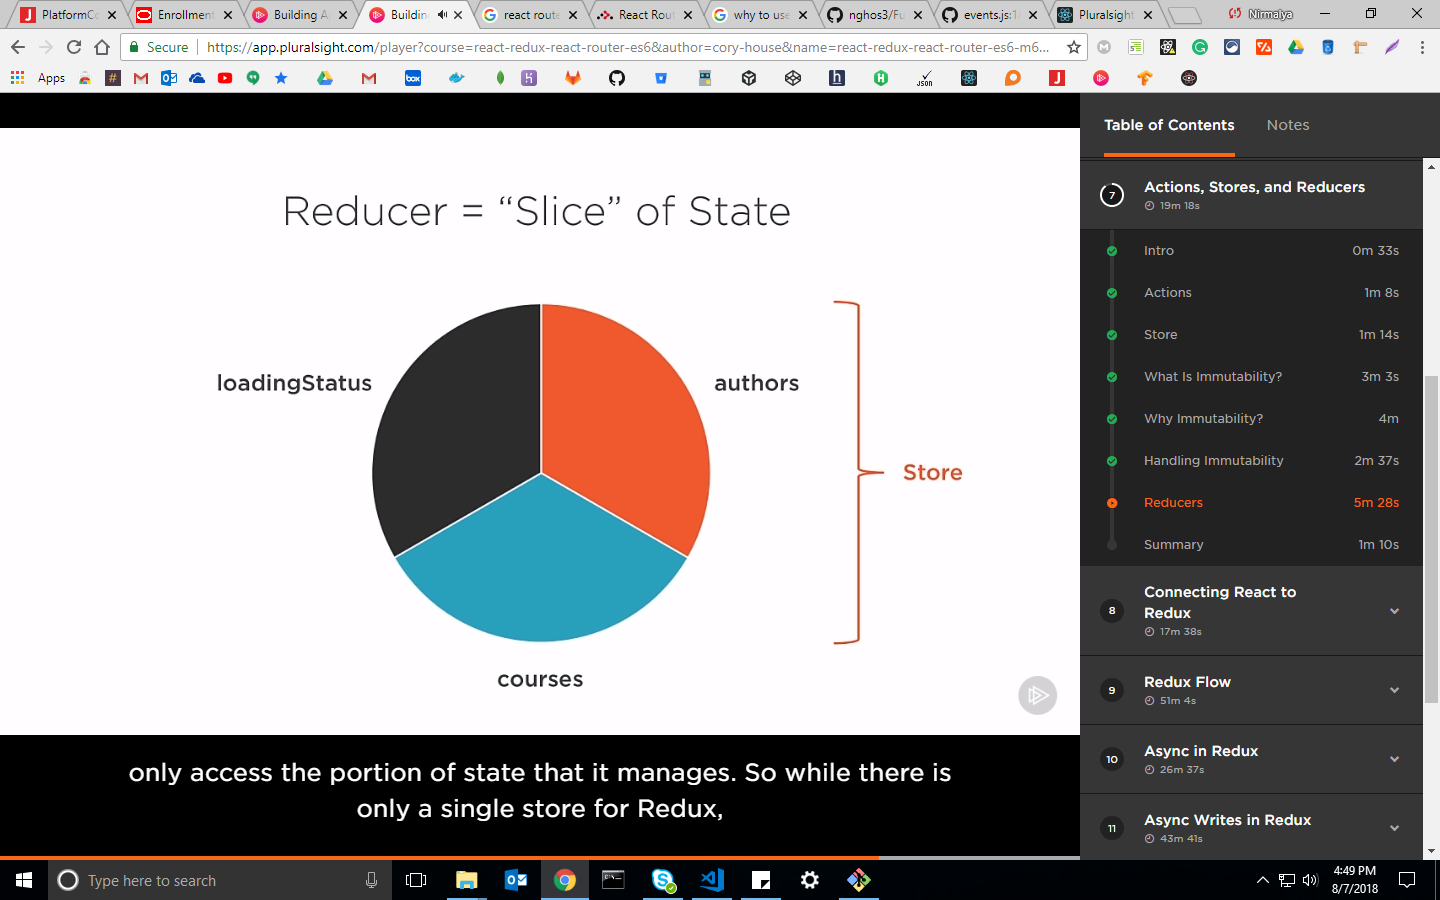 PlatformCo
Enrollment
Building A
Building
react route
React Rout
why to use
nghos3/Fu
events.js:1
Pluralsight
Nirmalya
Secure
https://app.pluralsight.com/player?course=react-redux-react-router-es6&author=cory-house&name=react-redux-react-router-es6-m6...
Apps
box
h
Json
Reducer = “Slice” of State
loadingStatus
authors
Store
courses
only access the portion of state that it manages. So while there is
only a single store for Redux,
Table of Contents
Notes
7
Actions, Stores, and Reducers
19m 18s
Intro 0m 33s
Actions 1m 8s
Store 1m 14s
What Is Immutability? 3m 3s
Why Immutability? 4m
Handling Immutability 2m 37s
Reducers 5m 28s
Summary 1m 10s
8
Connecting React to
Redux
17m 38s
9
Redux Flow
51m 4s
10
Async in Redux
26m 37s
11
Async Writes in Redux
43m 41s
Type here to search
4:49 PM
8/7/2018